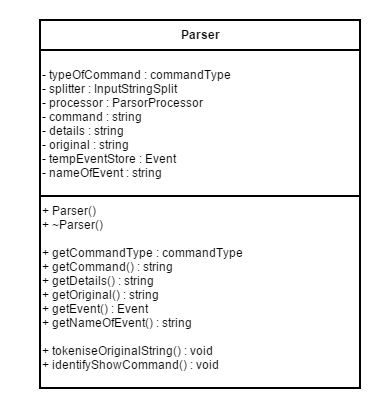 Parser
- typeOfCommand : commandType
- splitter : InputStringSplit
- processor : ParsorProcessor
- command : string
- details : string
- original : string
- tempEventStore : Event
- nameOfEvent : string
+ Parser()
+ ~Parser()
+ getCommandType : commandType
+ getCommand() : string
+ getDetails() : string
+ getOriginal() : string
+ getEvent() : Event
+ getNameOfEvent() : string
+ tokeniseOriginalString() : void
+ identifyShowCommand() : void